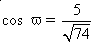 cos ϖ = 5/√74